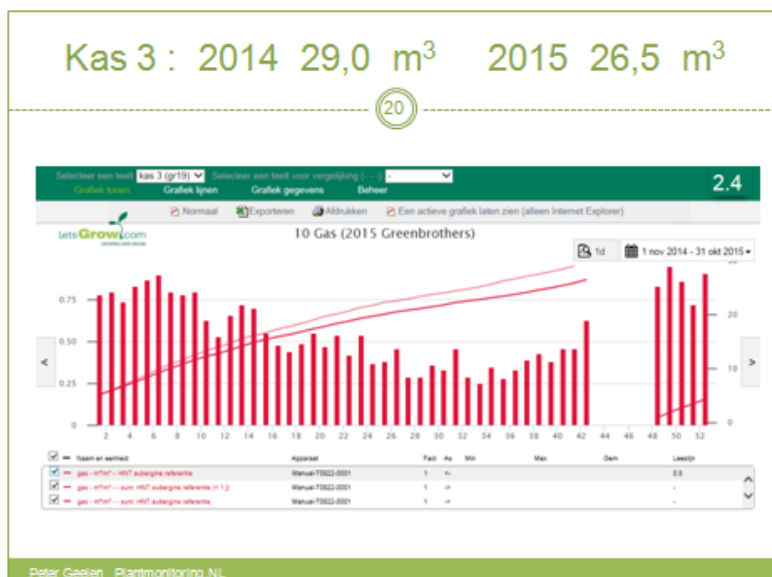 Kas 3 : 2014 29,0 m³ 2015 26,5 m³
20
Selecteer een teelt kas 3 (gr19) Selecteer een teelt voor vergelijking (- - -) -
2.4
Grafiek tonen Grafiek lijnen Grafiek gegevens Beheer
Normaal Exporteren Afdrukken Een actieve grafiek laten zien (alleen Internet Explorer)
LetsGrow.com
10 Gas (2015 Greenbrothers)
1d 1 nov 2014 - 31 okt 2015
30
0.75
20
0.50
10
0.25
0 0
2 4 6 8 10 12 14 16 18 20 22 24 26 28 30 32 34 36 38 40 42 44 46 48 50 52
< >
Naam en eenheid Apparaat Fact As Min Max Gem Leeslijn
gas - m³/m² - HNT aubergine referentie Manual-T0622-0001 1 <- 0.8
gas - m³/m² - - sum: HNT aubergine referentie (< 1 j) Manual-T0622-0001 1 -> -
gas - m³/m² - - sum: HNT aubergine referentie Manual-T0622-0001 1 -> -
Peter Geelen Plantmonitoring.NL